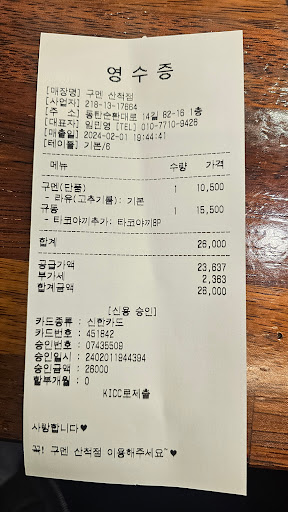 영수증
[매장명] 구멘 산척점
[사업자] 218-13-17664
[주 소] 동탄순환대로 14길 62-16 1층
[대표자] 임민영 [TEL] 010-7710-9426
[매출일] 2024-02-01 19:44:41
[테이블] 기본/6
메뉴 수량 가격
구멘(단품) 1 10,500
- 라유(고추기름): 기본
규동 1 15,500
- 타코야끼추가: 타코야끼8P
합계 26,000
공급가액 23,637
부가세 2,363
합계금액 26,000
[신용 승인]
카드종류 : 신한카드
카드번호 : 451842
승인번호 : 07435509
승인일시 : 2402011944394
승인금액 : 26000
할부개월 : 0
KICC로제출
사랑합니다♥
꼭! 구멘 산척점 이용해주세요~♥